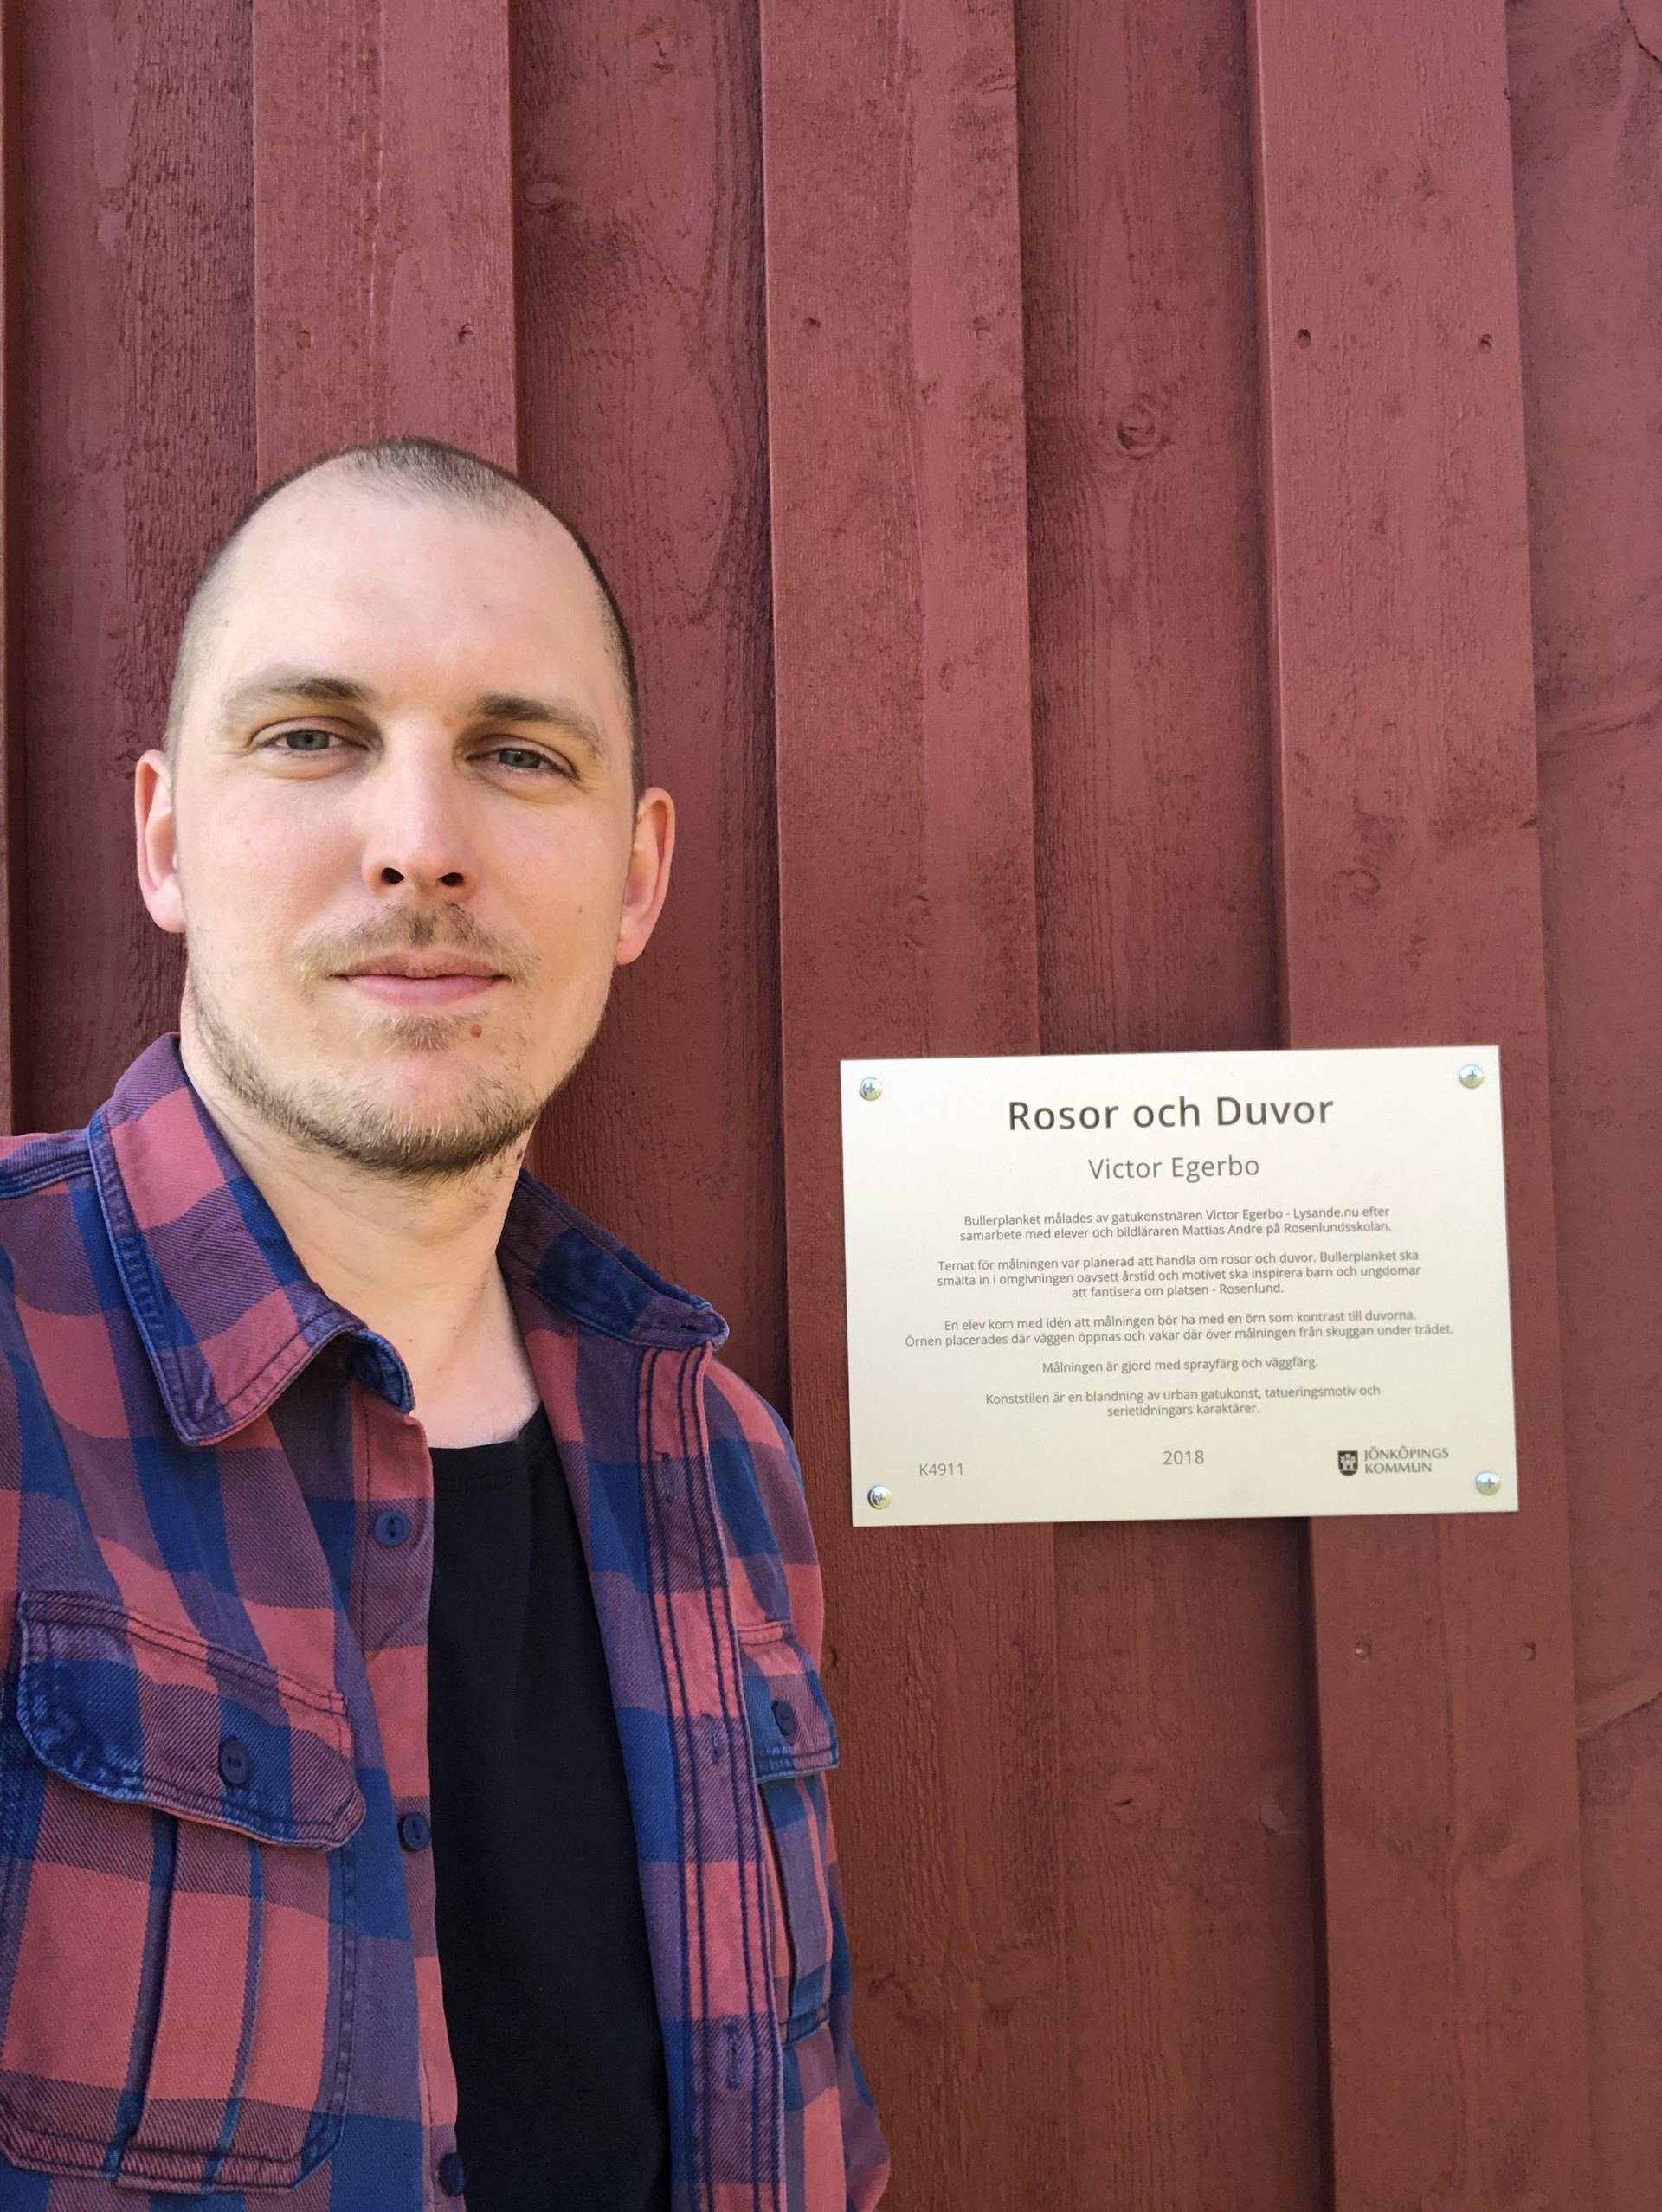 Rosor och Duvor
Victor Egerbo
Bullerplanket målades av gatukonstnären Victor Egerbo - Lysande.nu efter
samarbete med elever och bildläraren Mattias Andre på Rosenlundsskolan.
Temat för målningen var planerad att handla om rosor och duvor. Bullerplanket ska
smälta in i omgivningen oavsett årstid och motivet ska inspirera barn och ungdomar
att fantisera om platsen - Rosenlund.
En elev kom med idén att målningen bör ha med en örn som kontrast till duvorna.
Örnen placerades där väggen öppnas och vakar där över målningen från skuggan under trädet.
Målningen är gjord med sprayfärg och väggfärg.
Konststilen är en blandning av urban gatukonst, tatueringsmotiv och
serietidningars karaktärer.
K4911
2018
JÖNKÖPINGS
KOMMUN